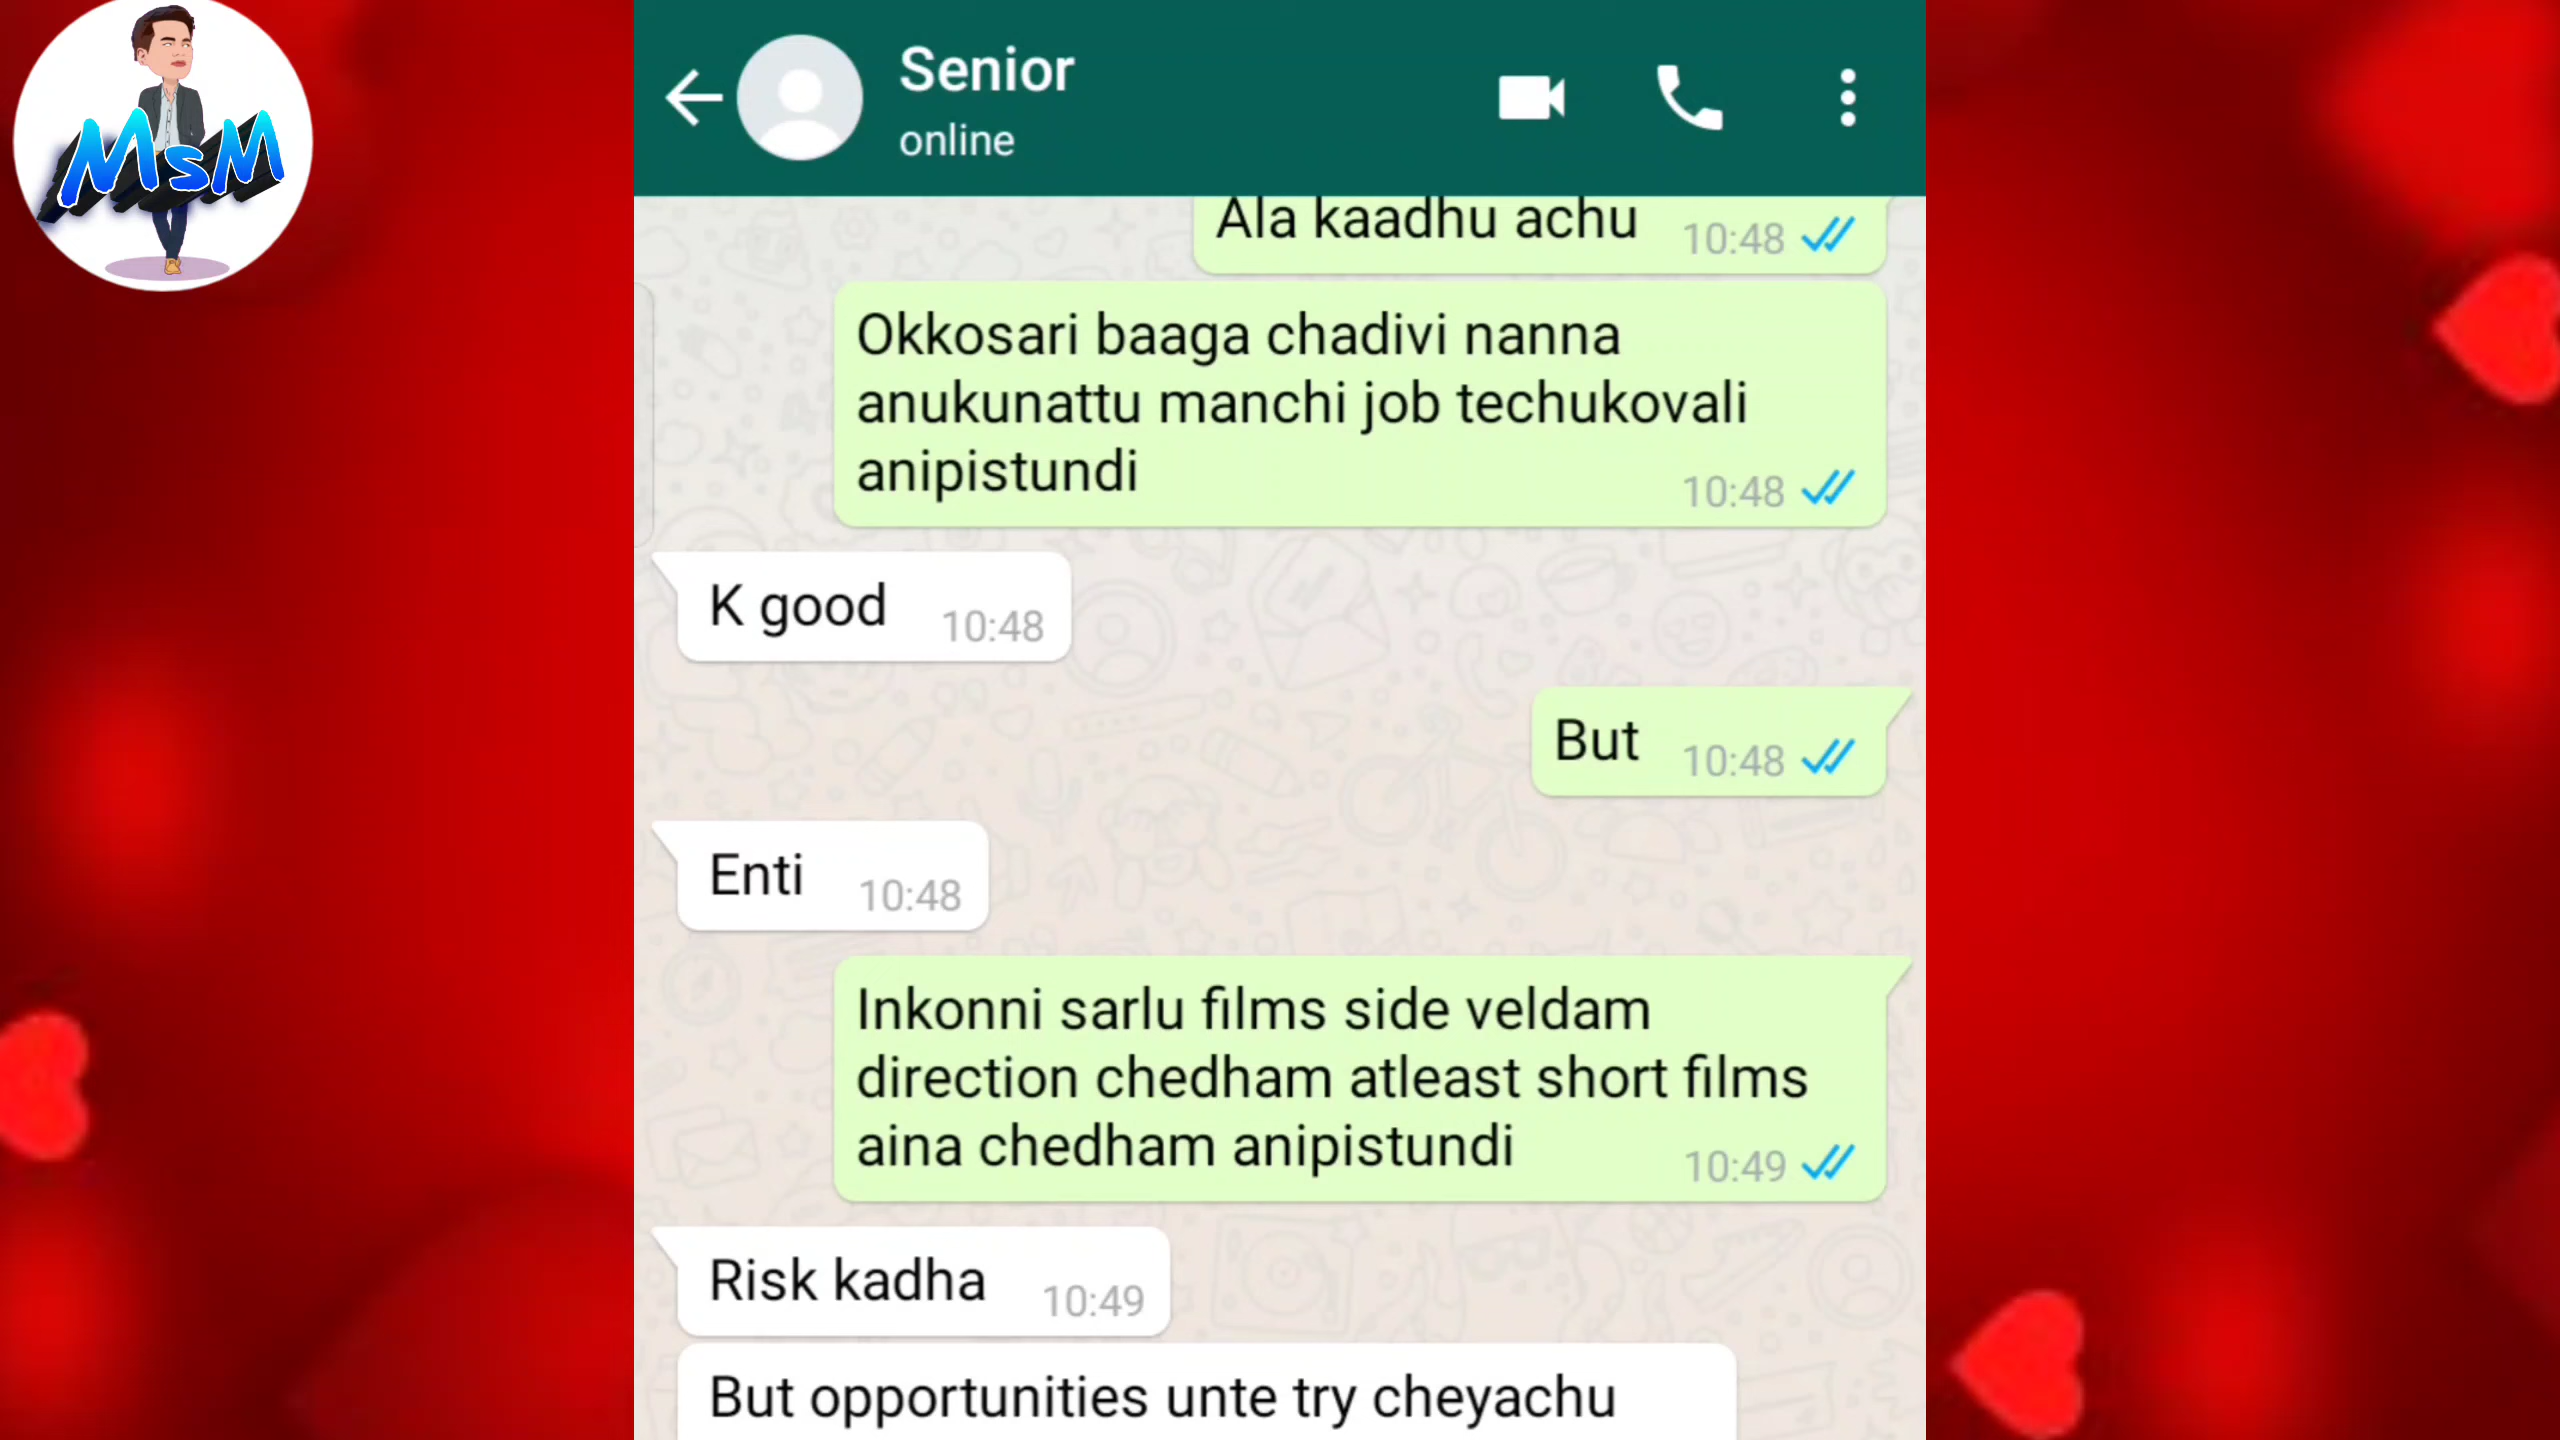 MsM
Senior
online
Ala kaadhu achu 10:48
Okkosari baaga chadivi nanna
anukunattu manchi job techukovali
anipistundi 10:48
K good 10:48
But 10:48
Enti 10:48
Inkonni sarlu films side veldam
direction chedham atleast short films
aina chedham anipistundi 10:49
Risk kadha 10:49
But opportunities unte try cheyachu